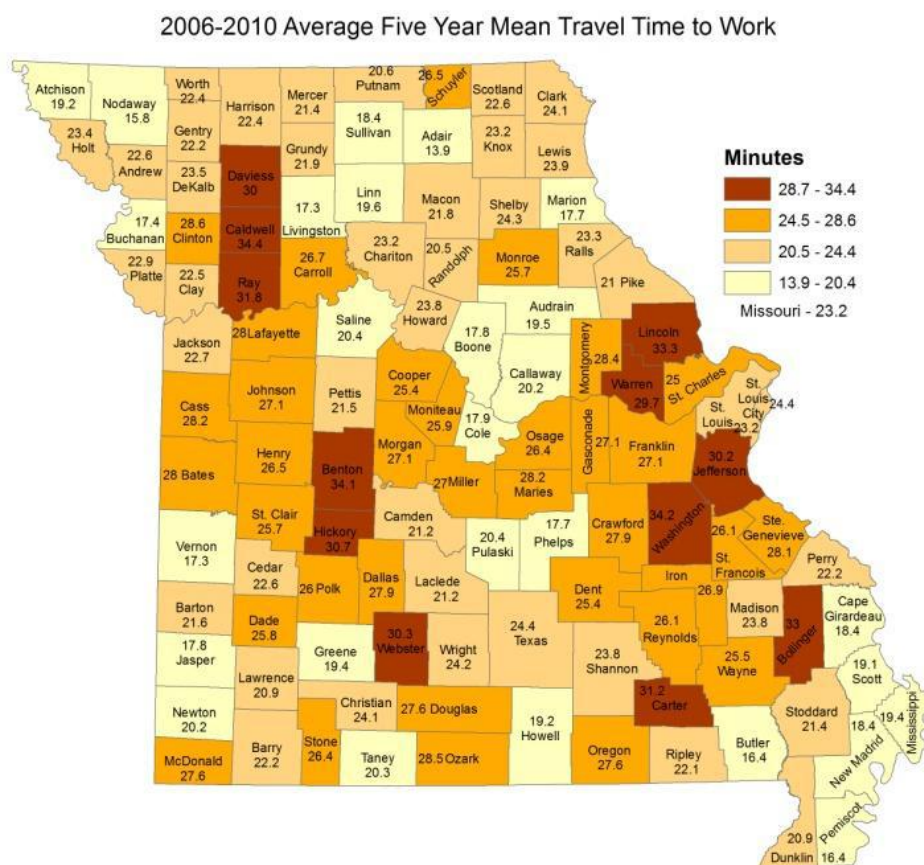 2006-2010 Average Five Year Mean Travel Time to Work
Atchison
19.2
Nodaway
15.8
Worth
22.4
Harrison
22.4
Mercer
21.4
20.6
Putnam
26.5
Schuyler
Scotland
22.6
Clark
24.1
23.4
Holt
22.6
Andrew
Gentry
22.2
23.5
DeKalb
Daviess
30
Grundy
21.9
18.4
Sullivan
Adair
13.9
23.2
Knox
Lewis
23.9
17.4
Buchanan
28.6
Clinton
Caldwell
34.4
17.3
Livingston
Linn
19.6
Macon
21.8
Shelby
24.3
Marion
17.7
22.9
Platte
22.5
Clay
Ray
31.8
26.7
Carroll
23.2
Chariton
20.5
Randolph
Monroe
25.7
23.3
Ralls
21 Pike
Jackson
22.7
28Lafayette
Saline
20.4
23.8
Howard
17.8
Boone
Audrain
19.5
Callaway
20.2
Montgomery
28.4
Lincoln
33.3
Warren
29.7
25
St. Charles
St.
Louis
City
24.4
St.
Louis
23.2
Cass
28.2
Johnson
27.1
Pettis
21.5
Cooper
25.4
Moniteau
25.9
17.9
Cole
Osage
26.4
Gasconade
27.1
Franklin
27.1
30.2
Jefferson
28 Bates
Henry
26.5
Benton
34.1
Morgan
27.1
27Miller
28.2
Maries
St. Clair
25.7
Hickory
30.7
Camden
21.2
20.4
Pulaski
17.7
Phelps
Crawford
27.9
34.2
Washington
26.1
St.
Francois
Ste.
Genevieve
28.1
Perry
22.2
Vernon
17.3
Cedar
22.6
26 Polk
Dallas
27.9
Laclede
21.2
Dent
25.4
Iron
26.9
Madison
23.8
33
Bollinger
Cape
Girardeau
18.4
Barton
21.6
Dade
25.8
Greene
19.4
30.3
Webster
Wright
24.2
24.4
Texas
26.1
Reynolds
25.5
Wayne
17.8
Jasper
Lawrence
20.9
Christian
24.1
27.6 Douglas
23.8
Shannon
31.2
Carter
19.1
Scott
Stoddard
21.4
19.4
Mississippi
Newton
20.2
McDonald
27.6
Barry
22.2
Stone
26.4
Taney
20.3
28.5 Ozark
19.2
Howell
Oregon
27.6
Ripley
22.1
Butler
16.4
18.4
New Madrid
20.9
Dunklin
Pemiscot
16.4
Minutes
28.7 - 34.4
24.5 - 28.6
20.5 - 24.4
13.9 - 20.4
Missouri - 23.2